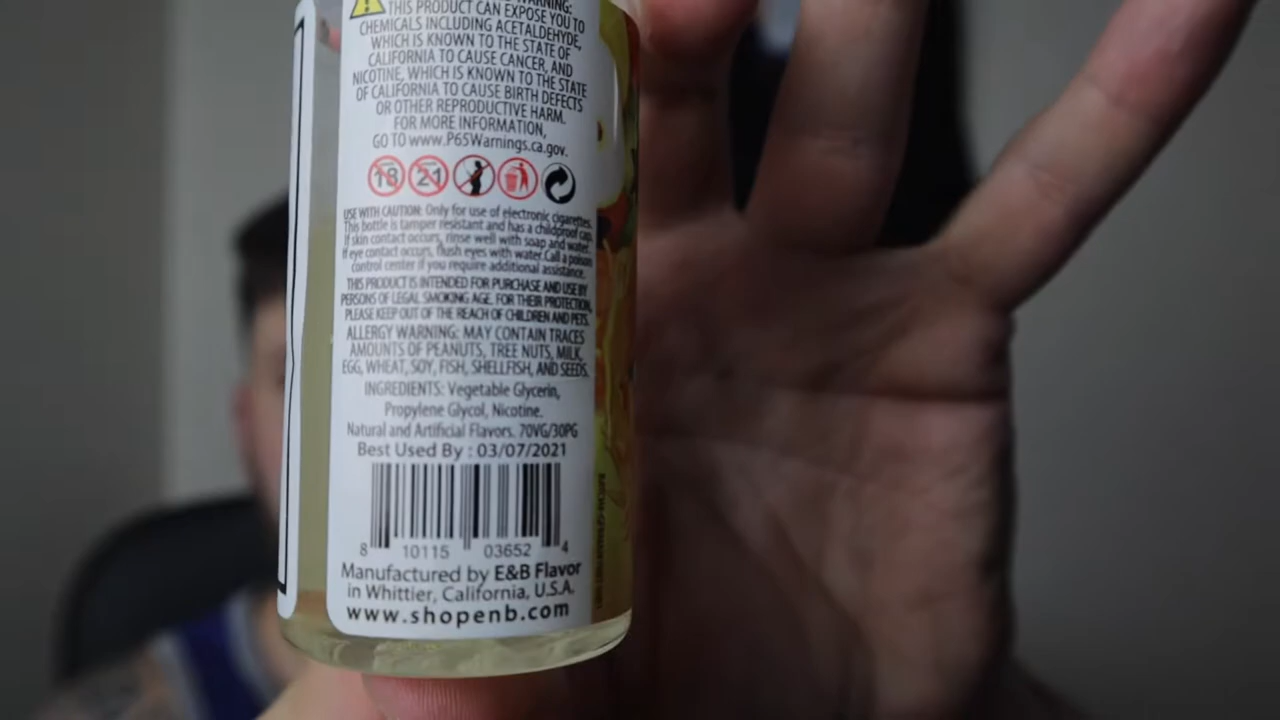 WARNING:
THIS PRODUCT CAN EXPOSE YOU TO
CHEMICALS INCLUDING ACETALDEHYDE,
WHICH IS KNOWN TO THE STATE OF
CALIFORNIA TO CAUSE CANCER, AND
NICOTINE, WHICH IS KNOWN TO THE STATE
OF CALIFORNIA TO CAUSE BIRTH DEFECTS
OR OTHER REPRODUCTIVE HARM.
FOR MORE INFORMATION,
GO TO www.P65Warnings.ca.gov.
18 21
USE WITH CAUTION: Only for use of electronic cigarettes.
This bottle is tamper resistant and has a childproof cap.
If skin contact occurs, rinse well with soap and water.
If eye contact occurs, flush eyes with water. Call a poison
control center if you require additional assistance.
THIS PRODUCT IS INTENDED FOR PURCHASE AND USE BY
PERSONS OF LEGAL SMOKING AGE. FOR THEIR PROTECTION,
PLEASE KEEP OUT OF THE REACH OF CHILDREN AND PETS.
ALLERGY WARNING: MAY CONTAIN TRACES
AMOUNTS OF PEANUTS, TREE NUTS, MILK,
EGG, WHEAT, SOY, FISH, SHELLFISH, AND SEEDS.
INGREDIENTS: Vegetable Glycerin,
Propylene Glycol, Nicotine.
Natural and Artificial Flavors. 70VG/30PG
Best Used By : 03/07/2021
8 10115 03652 4
Manufactured by E&B Flavor
in Whittier, California, U.S.A.
www.shopenb.com